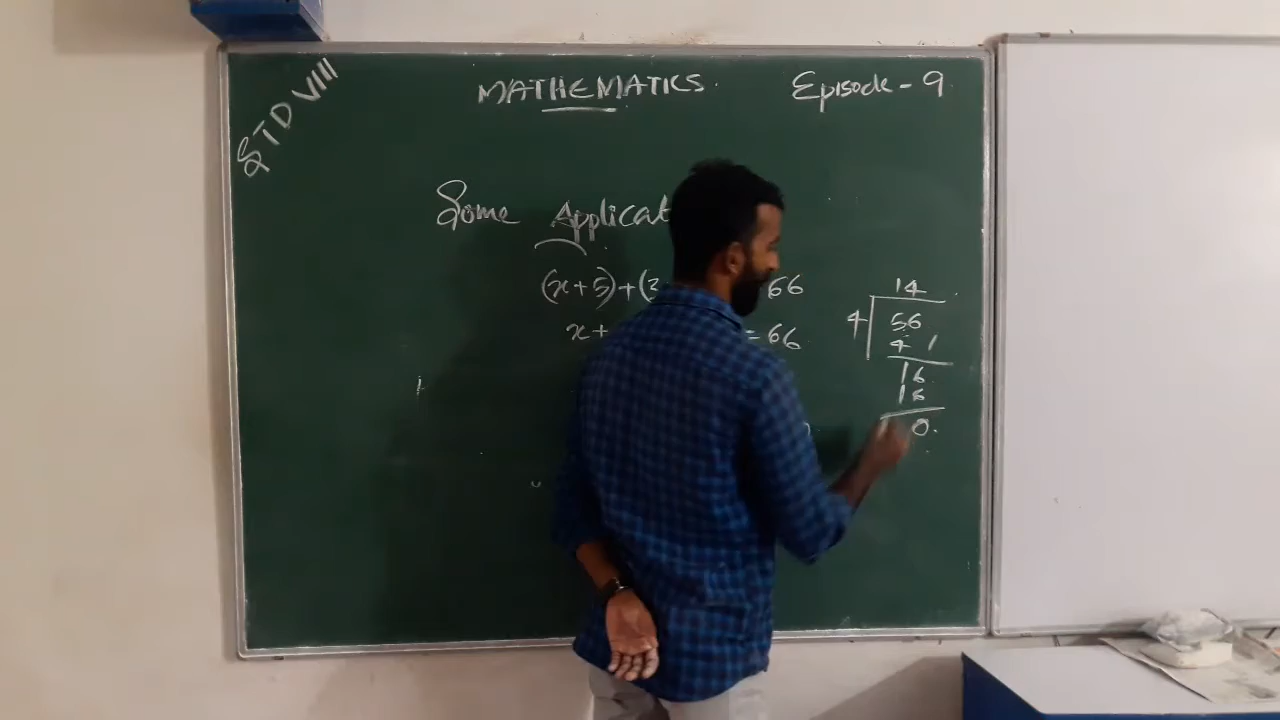 STD VIII
MATHEMATICS.
Episode - 9
Some Applicat
(x+5)+(3 = 66
x+ = 66
14
4 56
4
16
16
0.